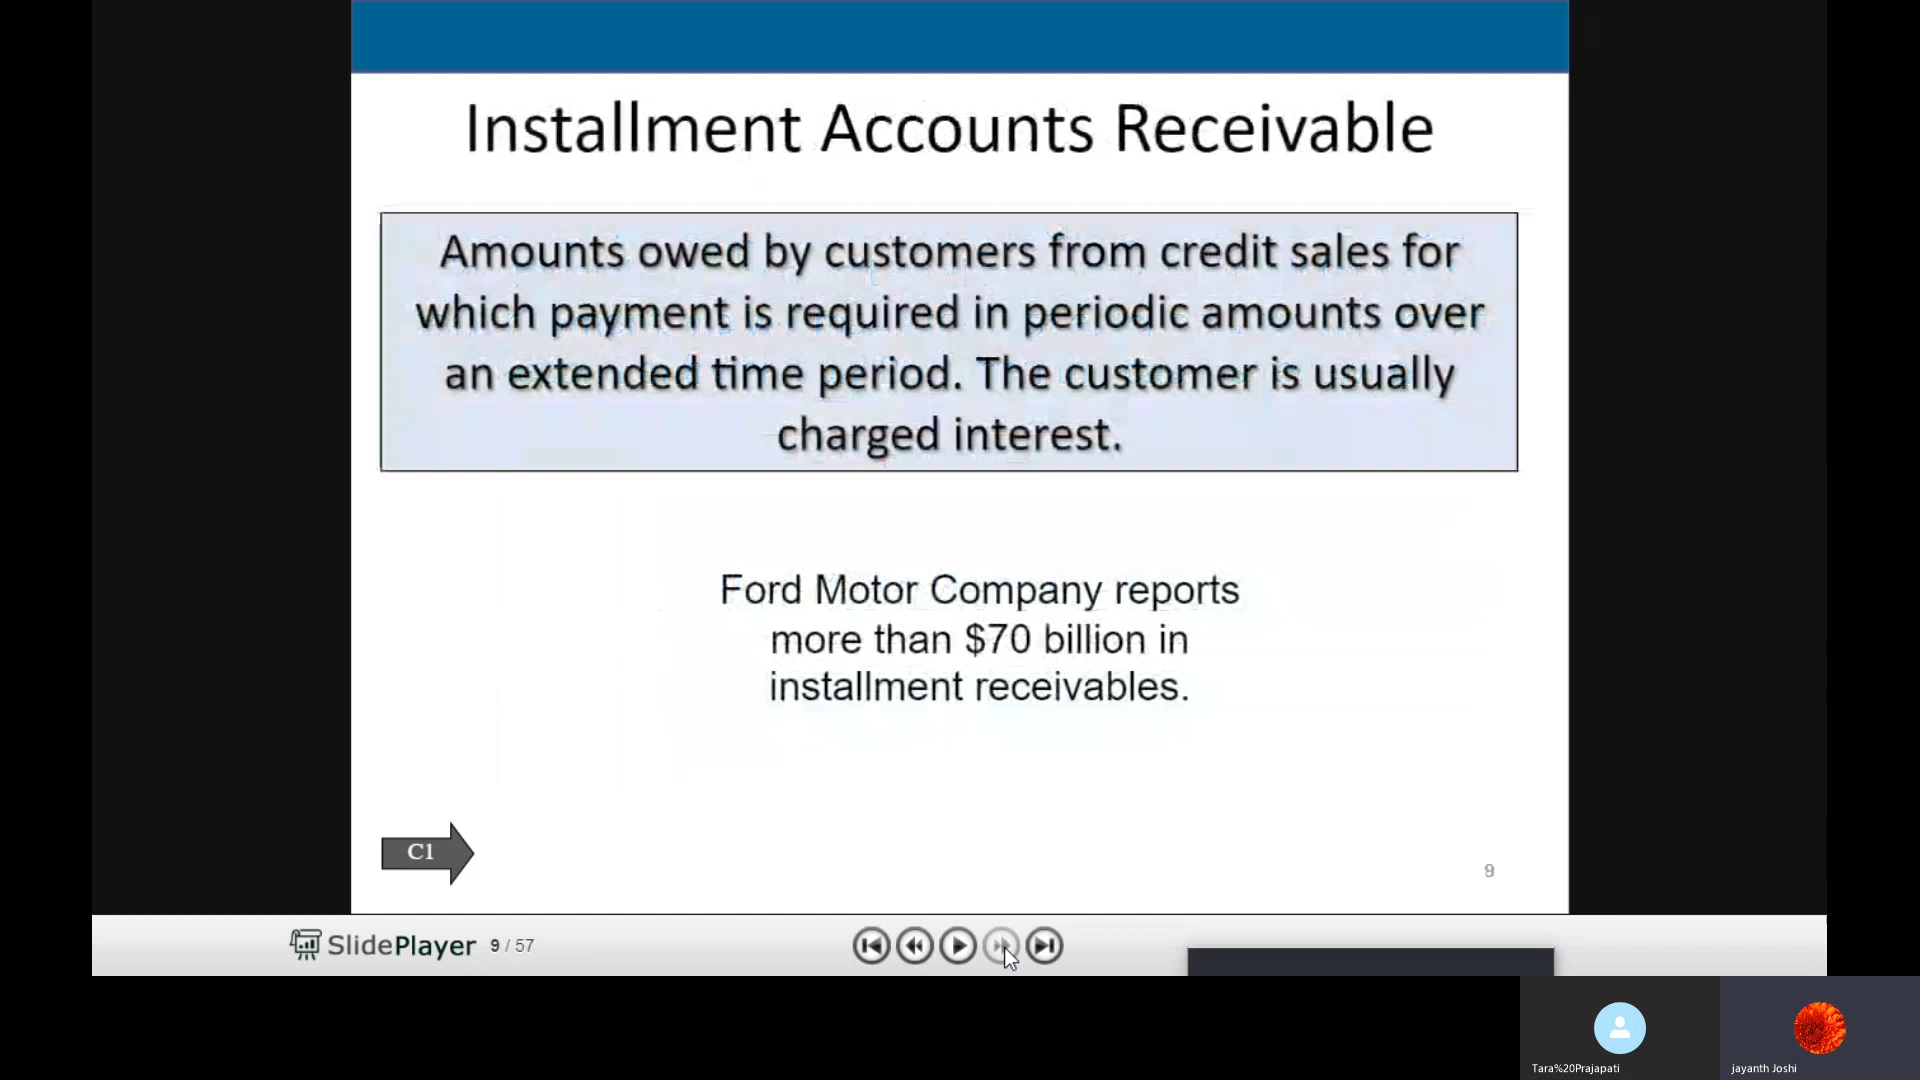 Installment Accounts Receivable
Amounts owed by customers from credit sales for
which payment is required in periodic amounts over
an extended time period. The customer is usually
charged interest.
Ford Motor Company reports
more than $70 billion in
installment receivables.
C1
9
SlidePlayer 9 / 57
Tara%20Prajapati
jayanth Joshi